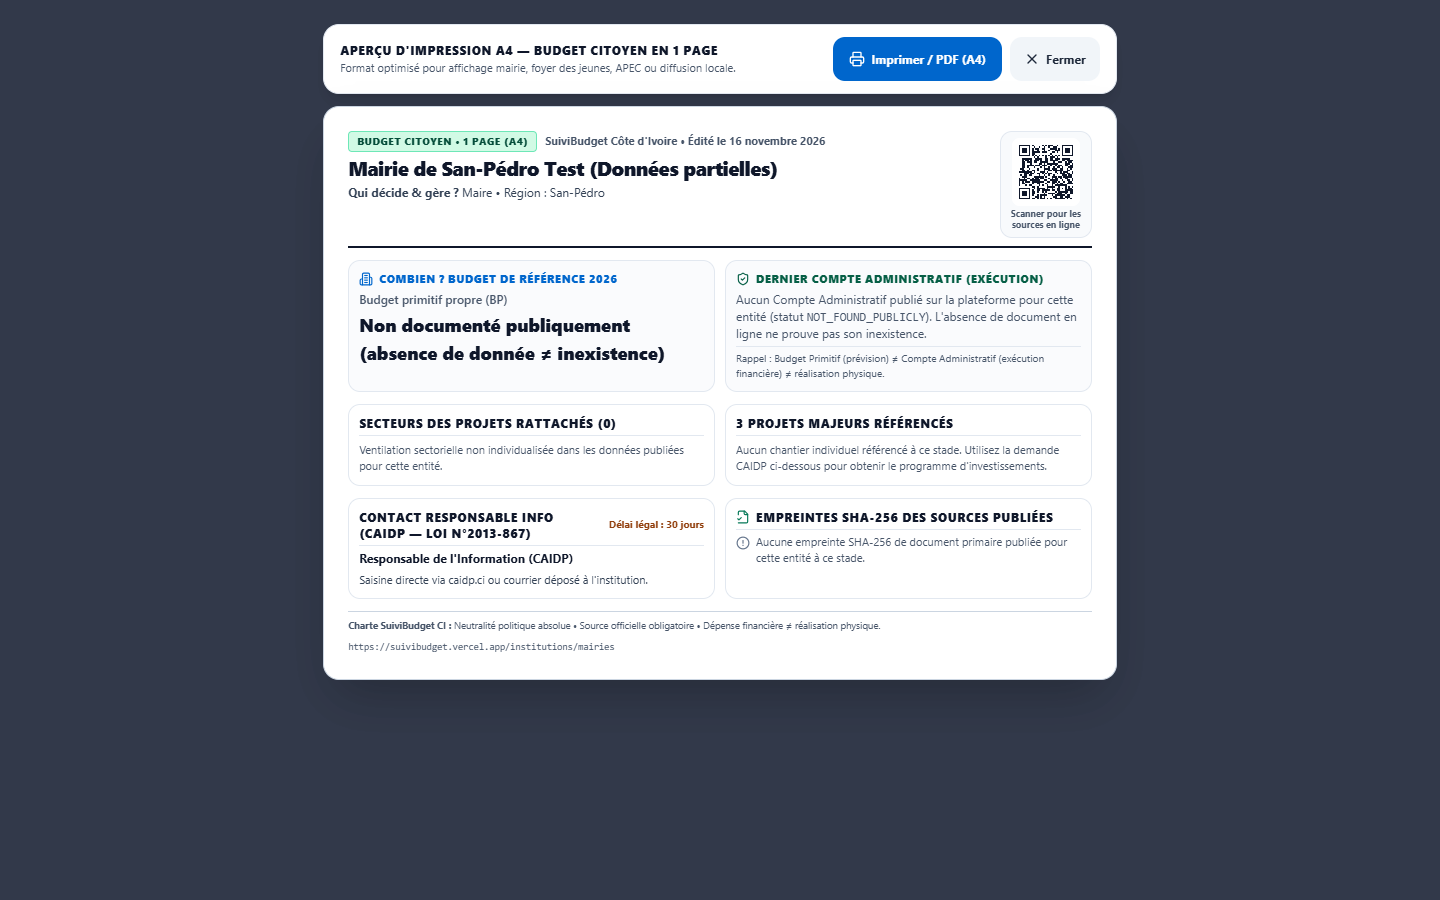 APERÇU D'IMPRESSION A4 — BUDGET CITOYEN EN 1 PAGE
Format optimisé pour affichage mairie, foyer des jeunes, APEC ou diffusion locale.
Imprimer / PDF (A4)
Fermer
BUDGET CITOYEN • 1 PAGE (A4)
SuiviBudget Côte d'Ivoire • Édité le 16 novembre 2026
Mairie de San-Pédro Test (Données partielles)
Qui décide & gère ? Maire • Région : San-Pédro
Scanner pour les
sources en ligne
COMBIEN ? BUDGET DE RÉFÉRENCE 2026
Budget primitif propre (BP)
Non documenté publiquement
(absence de donnée ≠ inexistence)
DERNIER COMPTE ADMINISTRATIF (EXÉCUTION)
Aucun Compte Administratif publié sur la plateforme pour cette
entité (statut NOT_FOUND_PUBLICLY). L'absence de document en
ligne ne prouve pas son inexistence.
Rappel : Budget Primitif (prévision) ≠ Compte Administratif (exécution
financière) ≠ réalisation physique.
SECTEURS DES PROJETS RATTACHÉS (0)
Ventilation sectorielle non individualisée dans les données publiées
pour cette entité.
3 PROJETS MAJEURS RÉFÉRENCÉS
Aucun chantier individuel référencé à ce stade. Utilisez la demande
CAIDP ci-dessous pour obtenir le programme d'investissements.
CONTACT RESPONSABLE INFO
(CAIDP — LOI N°2013-867)
Délai légal : 30 jours
Responsable de l'Information (CAIDP)
Saisine directe via caidp.ci ou courrier déposé à l'institution.
EMPREINTES SHA-256 DES SOURCES PUBLIÉES
Aucune empreinte SHA-256 de document primaire publiée pour
cette entité à ce stade.
Charte SuiviBudget CI : Neutralité politique absolue • Source officielle obligatoire • Dépense financière ≠ réalisation physique.
https://suivibudget.vercel.app/institutions/mairies